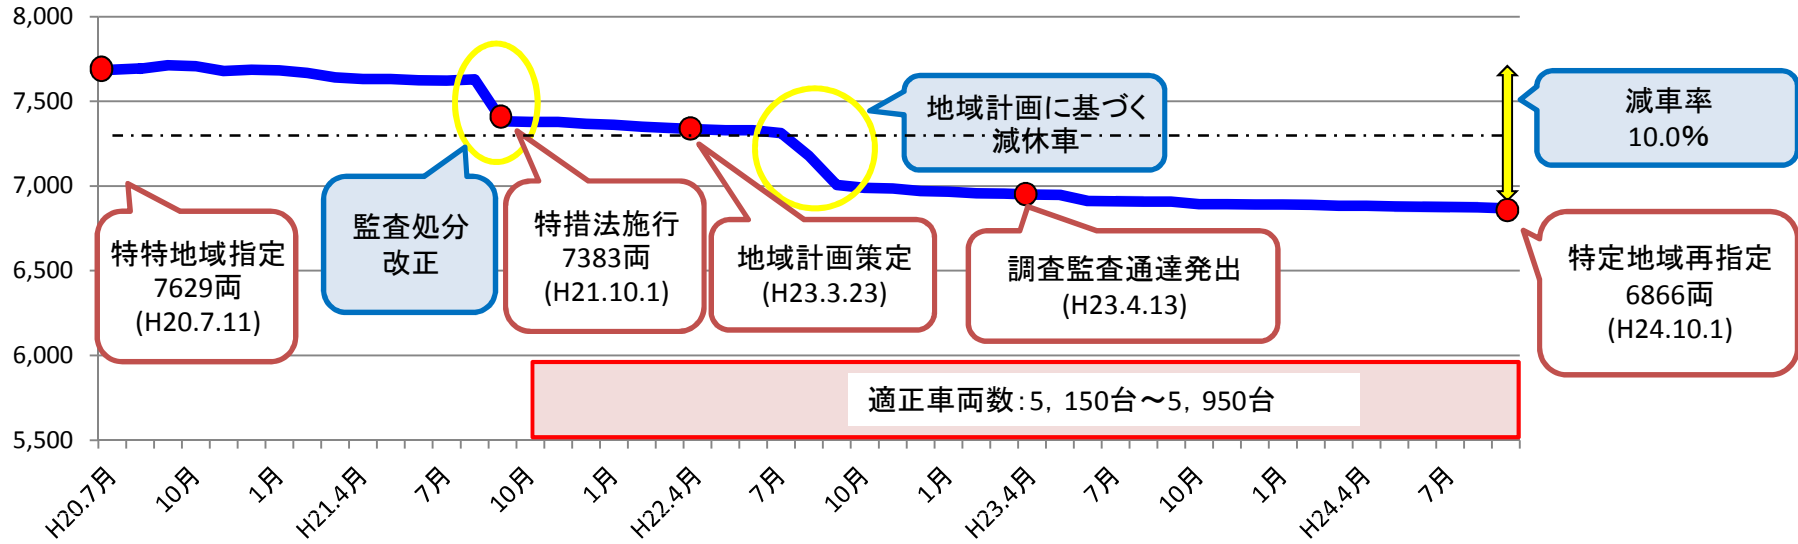 8,000
7,500
7,000
6,500
6,000
5,500
特特地域指定
7629両
(H20.7.11)
監査処分
改正
特措法施行
7383両
(H21.10.1)
地域計画策定
(H23.3.23)
地域計画に基づく
減休車
調査監査通達発出
(H23.4.13)
減車率
10.0%
特定地域再指定
6866両
(H24.10.1)
適正車両数：5，150台～5，950台
H20.7月
10月
1月
H21.4月
7月
10月
1月
H22.4月
7月
10月
1月
H23.4月
7月
10月
1月
H24.4月
7月